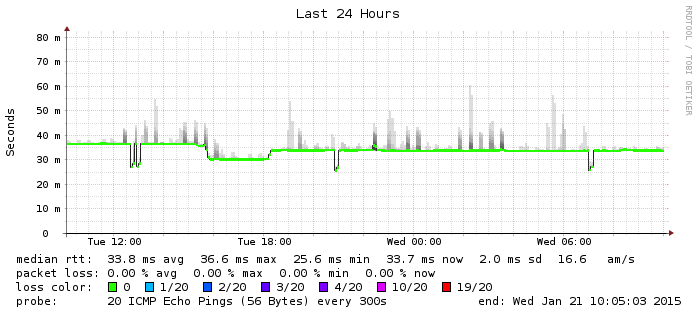 Last 24 Hours
RRDTOOL / TOBI OETIKER
Seconds
80 m
70 m
60 m
50 m
40 m
30 m
20 m
10 m
0
Tue 12:00 Tue 18:00 Wed 00:00 Wed 06:00
median rtt: 33.8 ms avg 36.6 ms max 25.6 ms min 33.7 ms now 2.0 ms sd 16.6 am/s
packet loss: 0.00 % avg 0.00 % max 0.00 % min 0.00 % now
loss color: 0 1/20 2/20 3/20 4/20 10/20 19/20
probe: 20 ICMP Echo Pings (56 Bytes) every 300s end: Wed Jan 21 10:05:03 2015